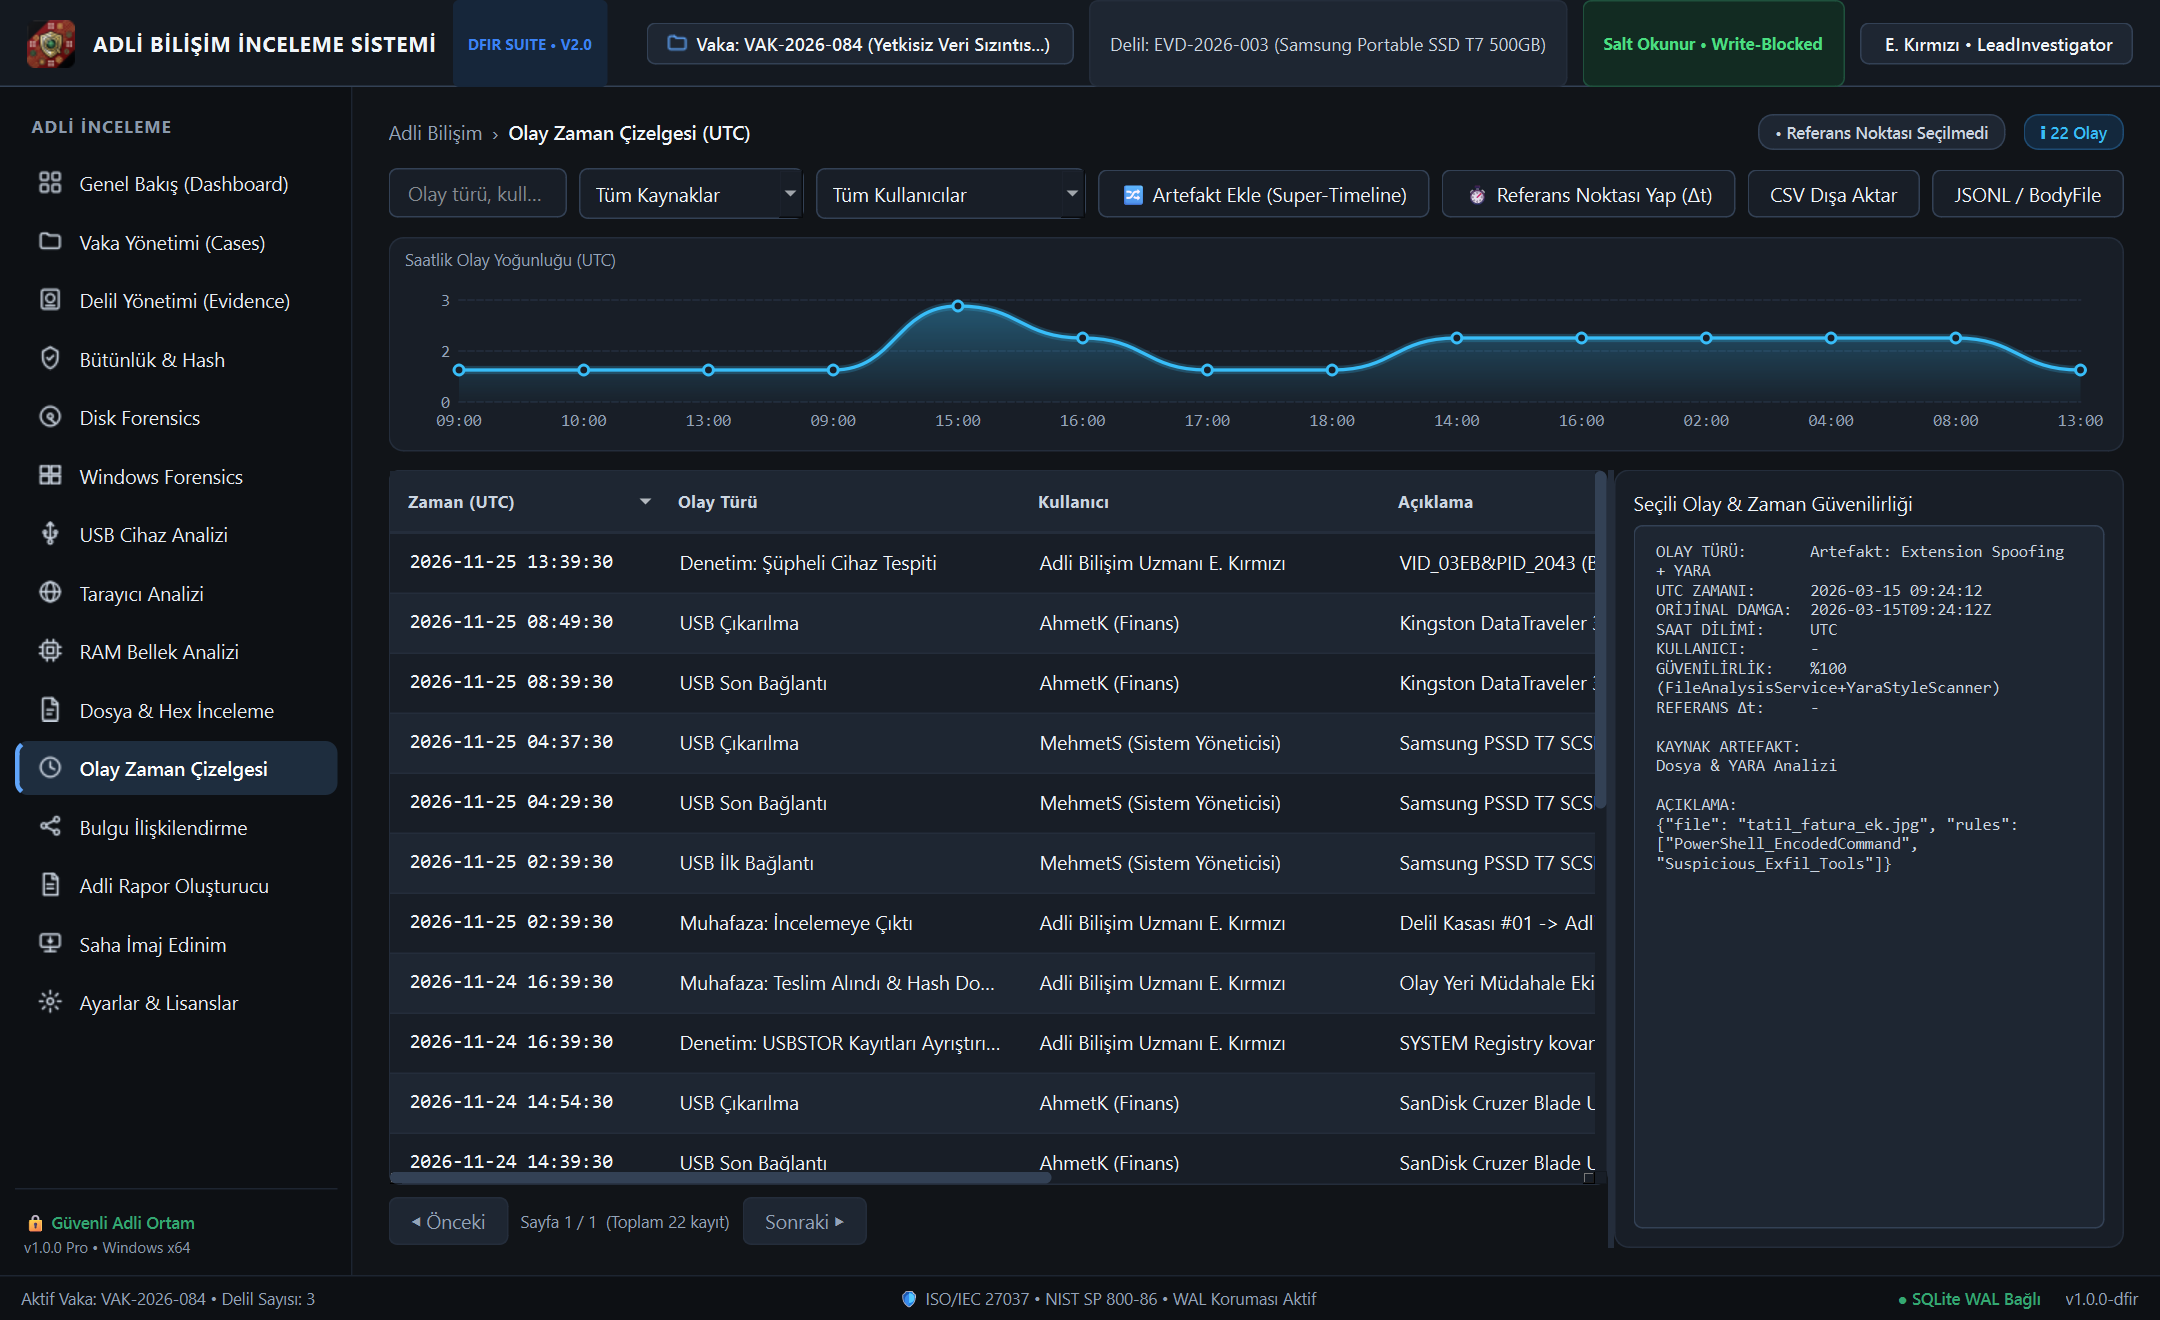 ADLİ BİLİŞİM İNCELEME SİSTEMİ
DFIR SUITE • V2.0
Vaka: VAK-2026-084 (Yetkisiz Veri Sızıntıs...)
Delil: EVD-2026-003 (Samsung Portable SSD T7 500GB)
Salt Okunur • Write-Blocked
E. Kırmızı • LeadInvestigator
ADLİ İNCELEME
Genel Bakış (Dashboard)
Vaka Yönetimi (Cases)
Delil Yönetimi (Evidence)
Bütünlük & Hash
Disk Forensics
Windows Forensics
USB Cihaz Analizi
Tarayıcı Analizi
RAM Bellek Analizi
Dosya & Hex İnceleme
Olay Zaman Çizelgesi
Bulgu İlişkilendirme
Adli Rapor Oluşturucu
Saha İmaj Edinim
Ayarlar & Lisanslar
Güvenli Adli Ortam
v1.0.0 Pro • Windows x64
Adli Bilişim › Olay Zaman Çizelgesi (UTC)
• Referans Noktası Seçilmedi
ℹ 22 Olay
Olay türü, kull...
Tüm Kaynaklar
Tüm Kullanıcılar
Artefakt Ekle (Super-Timeline)
Referans Noktası Yap (Δt)
CSV Dışa Aktar
JSONL / BodyFile
Saatlik Olay Yoğunluğu (UTC)
3
2
0
09:00 10:00 13:00 09:00 15:00 16:00 17:00 18:00 14:00 16:00 02:00 04:00 08:00 13:00
Zaman (UTC) Olay Türü Kullanıcı Açıklama
2026-11-25 13:39:30 Denetim: Şüpheli Cihaz Tespiti Adli Bilişim Uzmanı E. Kırmızı VID_03EB&PID_2043 (
2026-11-25 08:49:30 USB Çıkarılma AhmetK (Finans) Kingston DataTraveler
2026-11-25 08:39:30 USB Son Bağlantı AhmetK (Finans) Kingston DataTraveler
2026-11-25 04:37:30 USB Çıkarılma MehmetS (Sistem Yöneticisi) Samsung PSSD T7 SCS
2026-11-25 04:29:30 USB Son Bağlantı MehmetS (Sistem Yöneticisi) Samsung PSSD T7 SCS
2026-11-25 02:39:30 USB İlk Bağlantı MehmetS (Sistem Yöneticisi) Samsung PSSD T7 SCS
2026-11-25 02:39:30 Muhafaza: İncelemeye Çıktı Adli Bilişim Uzmanı E. Kırmızı Delil Kasası #01 -> Adl
2026-11-24 16:39:30 Muhafaza: Teslim Alındı & Hash Do... Adli Bilişim Uzmanı E. Kırmızı Olay Yeri Müdahale Eki
2026-11-24 16:39:30 Denetim: USBSTOR Kayıtları Ayrıştırı... Adli Bilişim Uzmanı E. Kırmızı SYSTEM Registry kovar
2026-11-24 14:54:30 USB Çıkarılma AhmetK (Finans) SanDisk Cruzer Blade U
2026-11-24 14:39:30 USB Son Bağlantı AhmetK (Finans) SanDisk Cruzer Blade U
◂ Önceki
Sayfa 1 / 1 (Toplam 22 kayıt)
Sonraki ▸
Seçili Olay & Zaman Güvenilirliği
OLAY TÜRÜ: Artefakt: Extension Spoofing
+ YARA
UTC ZAMANI: 2026-03-15 09:24:12
ORİJİNAL DAMGA: 2026-03-15T09:24:12Z
SAAT DİLİMİ: UTC
KULLANICI: -
GÜVENİLİRLİK: %100
(FileAnalysisService+YaraStyleScanner)
REFERANS Δt: -
KAYNAK ARTEFAKT:
Dosya & YARA Analizi
AÇIKLAMA:
{"file": "tatil_fatura_ek.jpg", "rules":
["PowerShell_EncodedCommand",
"Suspicious_Exfil_Tools"]}
Aktif Vaka: VAK-2026-084 • Delil Sayısı: 3
ISO/IEC 27037 • NIST SP 800-86 • WAL Koruması Aktif
● SQLite WAL Bağlı
v1.0.0-dfir